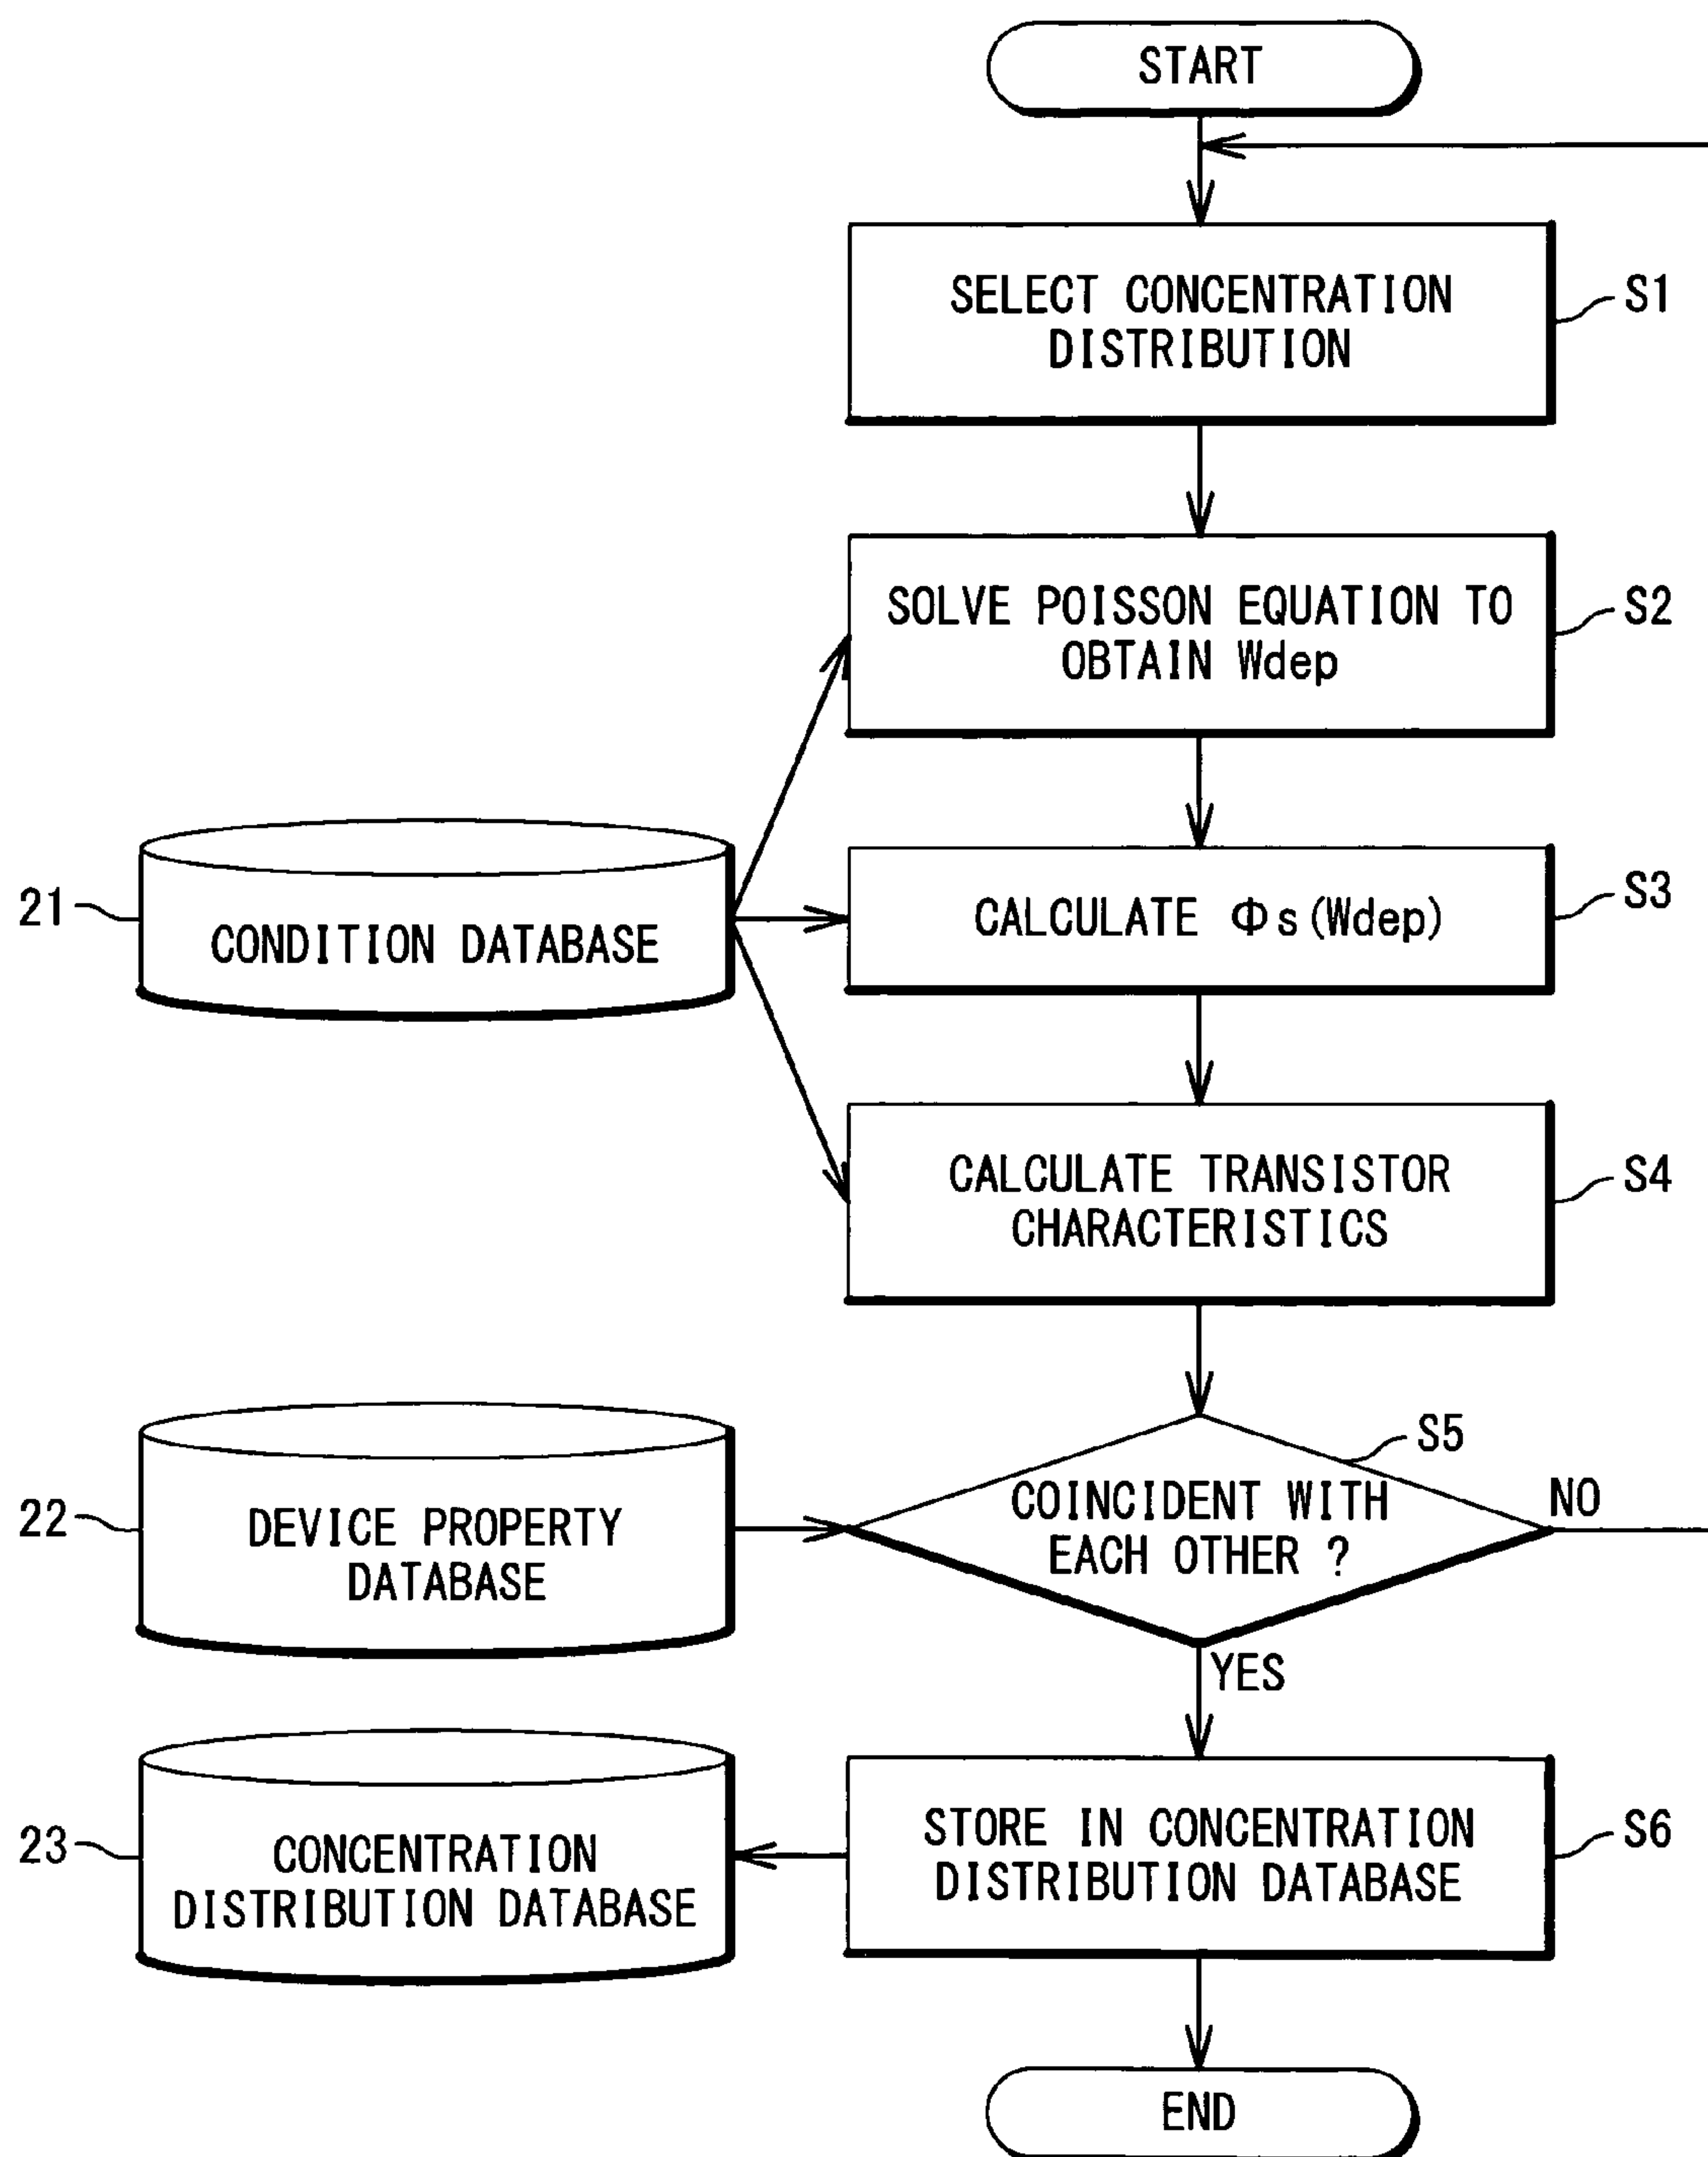 START
SELECT CONCENTRATION
DISTRIBUTION
S1
SOLVE POISSON EQUATION TO
OBTAIN Wdep
S2
21
CONDITION DATABASE
CALCULATE Φs(Wdep)
S3
CALCULATE TRANSISTOR
CHARACTERISTICS
S4
22
DEVICE PROPERTY
DATABASE
COINCIDENT WITH
EACH OTHER ?
S5
NO
YES
23
CONCENTRATION
DISTRIBUTION DATABASE
STORE IN CONCENTRATION
DISTRIBUTION DATABASE
S6
END